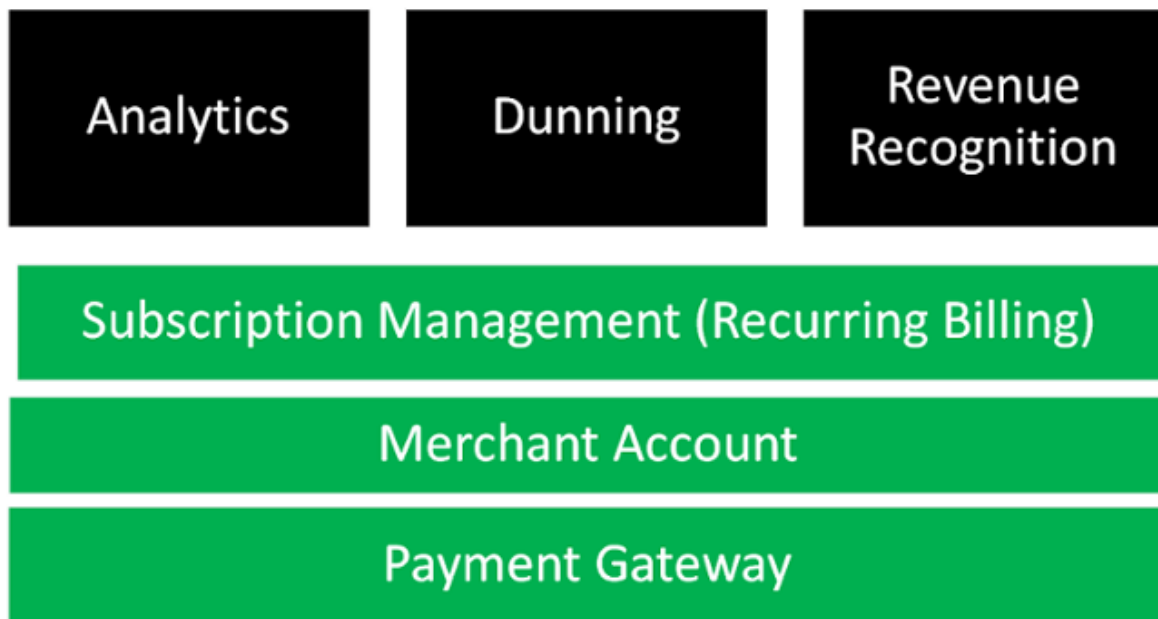 Analytics
Dunning
Revenue
Recognition
Subscription Management (Recurring Billing)
Merchant Account
Payment Gateway